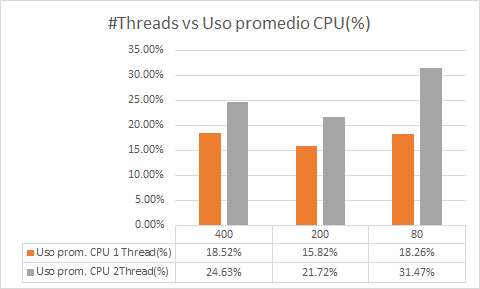 #Threads vs Uso promedio CPU(%)
35.00%
30.00%
25.00%
20.00%
15.00%
10.00%
5.00%
0.00%
400 200 80
Uso prom. CPU 1 Thread(%) 18.52% 15.82% 18.26%
Uso prom. CPU 2Thread(%) 24.63% 21.72% 31.47%